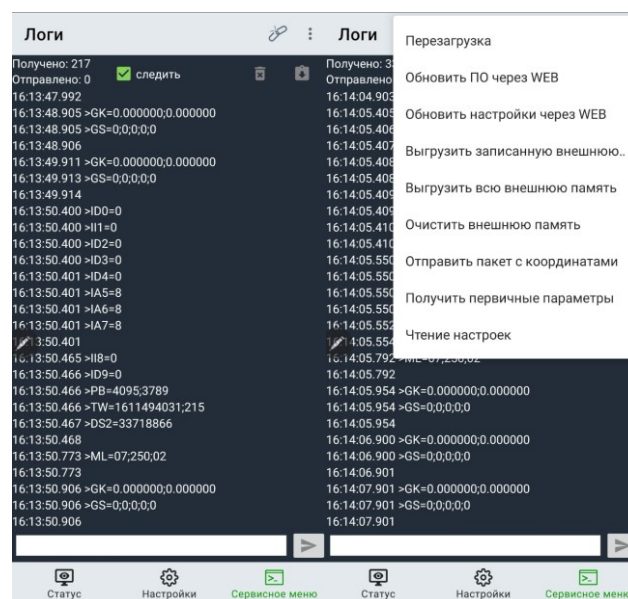 Логи
Получено: 217
Отправлено: 0
следить
16:13:47.992
16:13:48.905 >GK=0.000000;0.000000
16:13:48.905 >GS=0;0;0;0;0
16:13:48.906
16:13:49.911 >GK=0.000000;0.000000
16:13:49.913 >GS=0;0;0;0;0
16:13:49.914
16:13:50.400 >ID0=0
16:13:50.400 >II1=0
16:13:50.400 >ID2=0
16:13:50.400 >ID3=0
16:13:50.401 >ID4=0
16:13:50.401 >IA5=8
16:13:50.401 >IA6=8
16:13:50.401 >IA7=8
3:50.401
16:13:50.465 >II8=0
16:13:50.466 >ID9=0
16:13:50.466 >PB=4095;3789
16:13:50.466 >TW=1611494031;215
16:13:50.467 >DS2=33718866
16:13:50.468
16:13:50.773 >ML=07;250;02
16:13:50.773
16:13:50.906 >GK=0.000000;0.000000
16:13:50.906 >GS=0;0;0;0;0
16:13:50.906
Статус
Настройки
Сервисное меню
Логи
Получено: 3
Отправлено
16:14:04.903
16:14:05.405
16:14:05.406
16:14:05.407
16:14:05.408
16:14:05.408
16:14:05.409
16:14:05.409
16:14:05.410
16:14:05.410
16:14:05.550
16:14:05.550
16:14:05.550
16:14:05.552
4:05.554
16:14:05.792 >ML=07;250;02
16:14:05.792
16:14:05.954 >GK=0.000000;0.000000
16:14:05.954 >GS=0;0;0;0;0
16:14:05.954
16:14:06.900 >GK=0.000000;0.000000
16:14:06.900 >GS=0;0;0;0;0
16:14:06.901
16:14:07.901 >GK=0.000000;0.000000
16:14:07.901 >GS=0;0;0;0;0
16:14:07.901
Перезагрузка
Обновить ПО через WEB
Обновить настройки через WEB
Выгрузить записанную внешнюю..
Выгрузить всю внешнюю память
Очистить внешнюю память
Отправить пакет с координатами
Получить первичные параметры
Чтение настроек
Статус
Настройки
Сервисное меню